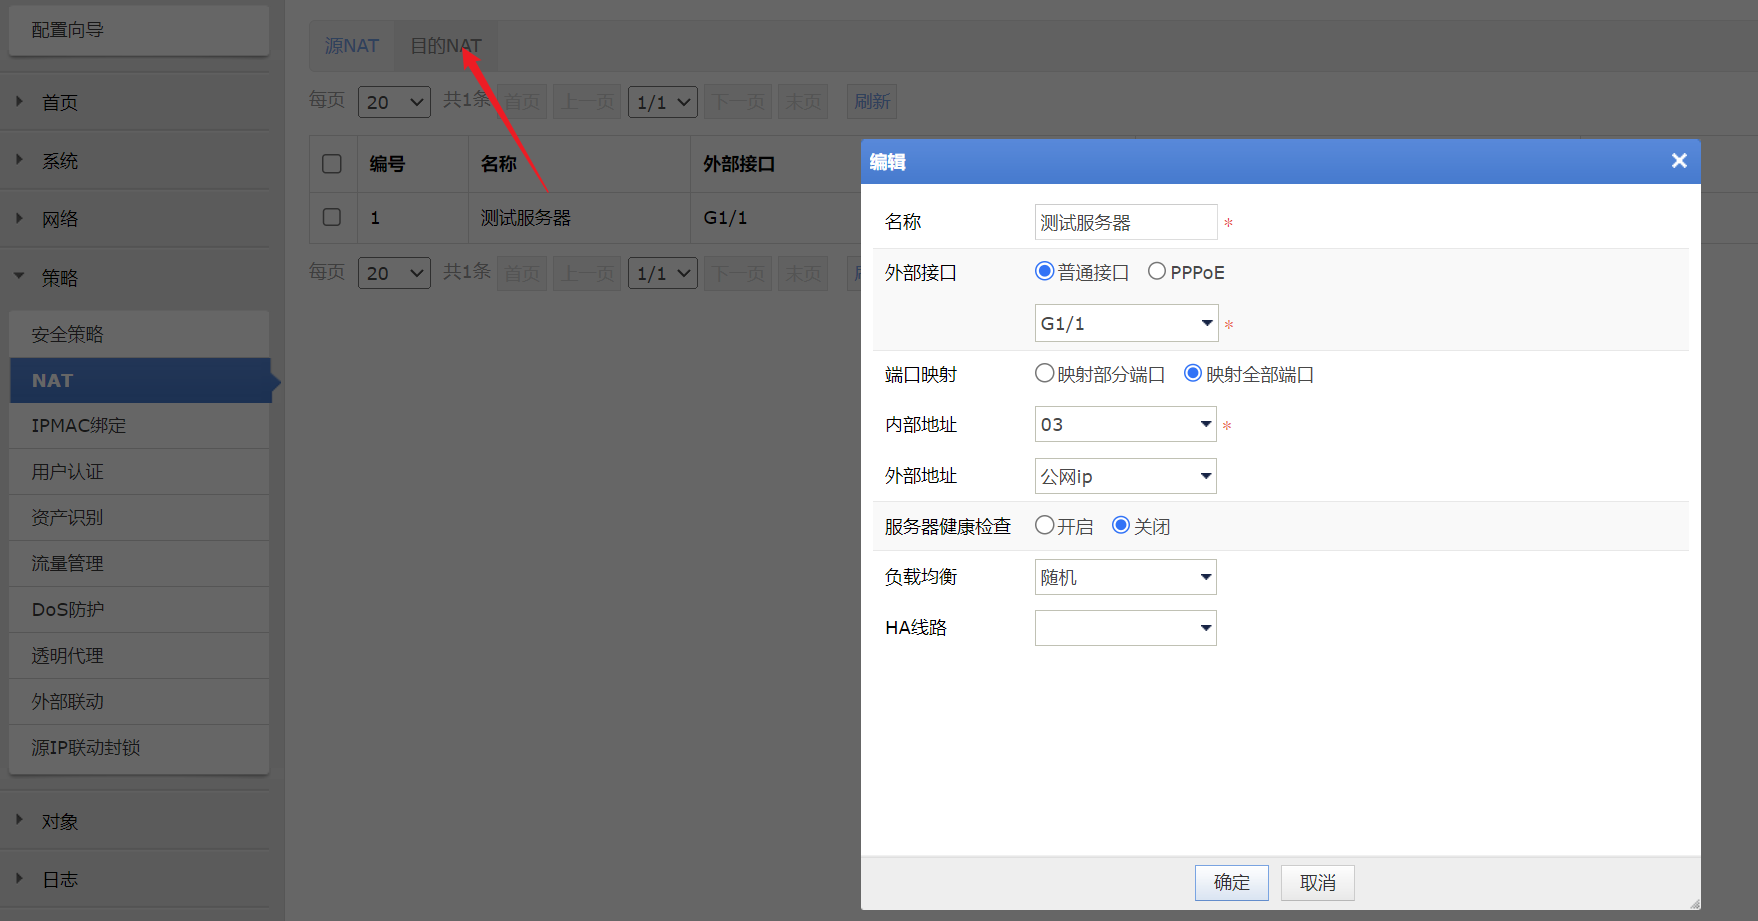 配置向导
首页
系统
网络
策略
安全策略
NAT
IPMAC绑定
用户认证
资产识别
流量管理
DoS防护
透明代理
外部联动
源IP联动封锁
对象
日志
源NAT 目的NAT
每页 20 共1条 首页 上一页 1/1 下一页 末页 刷新
编号 名称 外部接口
1 测试服务器 G1/1
每页 20 共1条 首页 上一页 1/1 下一页 末页
编辑
名称 测试服务器 *
外部接口 普通接口 PPPoE
G1/1 *
端口映射 映射部分端口 映射全部端口
内部地址 03 *
外部地址 公网ip
服务器健康检查 开启 关闭
负载均衡 随机
HA线路
确定 取消